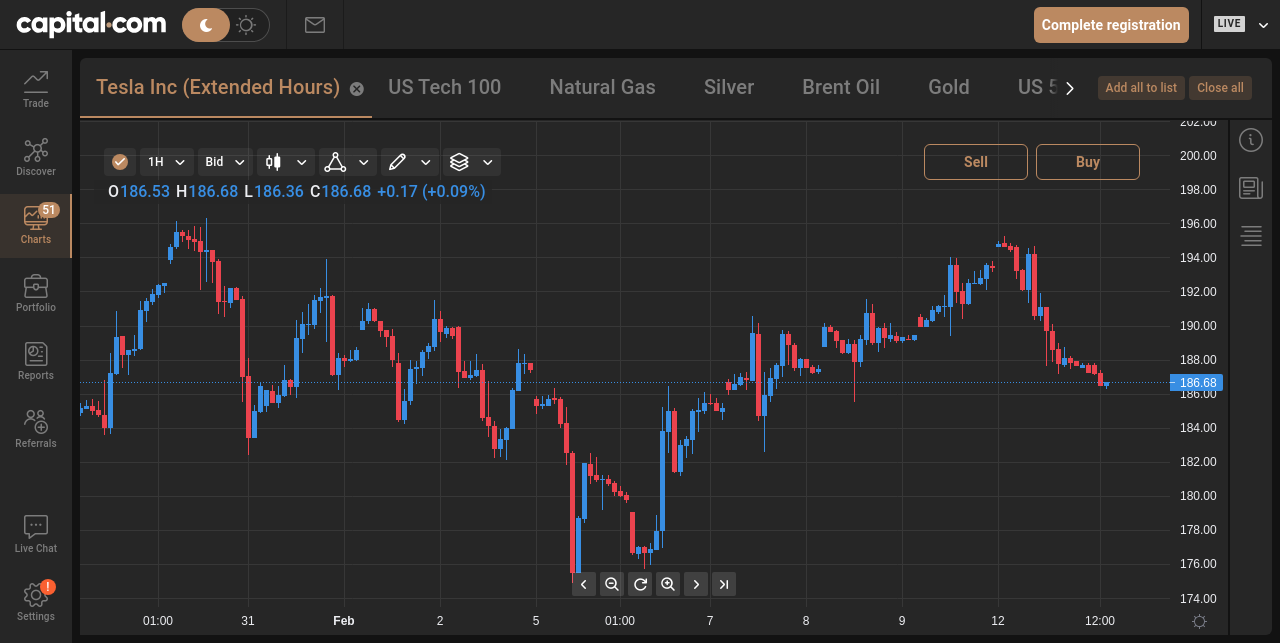 capital.com
Complete registration
LIVE
Trade
Discover
51
Charts
Portfolio
Reports
Referrals
Live Chat
!
Settings
Tesla Inc (Extended Hours) US Tech 100 Natural Gas Silver Brent Oil Gold US 5
Add all to list Close all
1H Bid
Sell Buy
O186.53 H186.68 L186.36 C186.68 +0.17 (+0.09%)
202.00
200.00
198.00
196.00
194.00
192.00
190.00
188.00
186.68
186.00
184.00
182.00
180.00
178.00
176.00
174.00
01:00 31 Feb 2 5 01:00 7 8 9 12 12:00